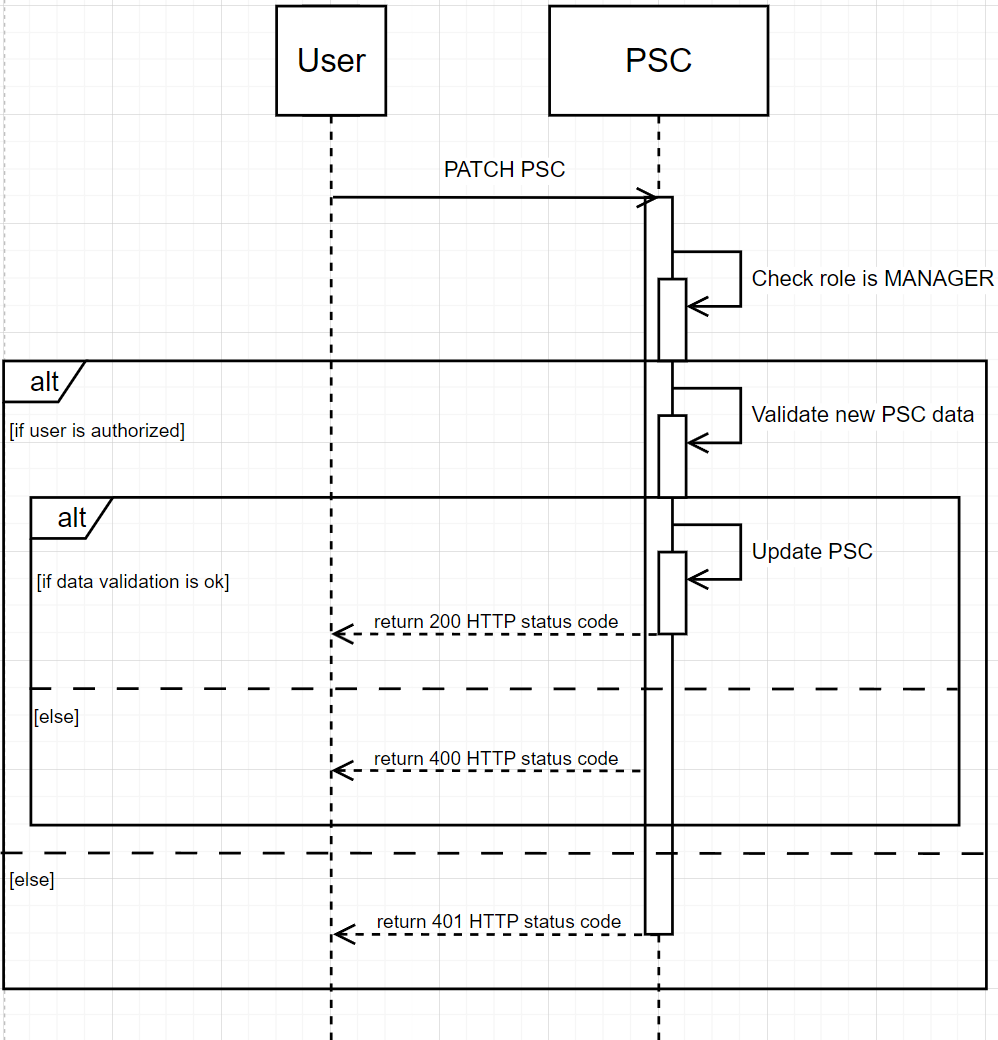 User
PSC
PATCH PSC
Check role is MANAGER
alt
[if user is authorized]
Validate new PSC data
alt
[if data validation is ok]
Update PSC
return 200 HTTP status code
[else]
return 400 HTTP status code
[else]
return 401 HTTP status code